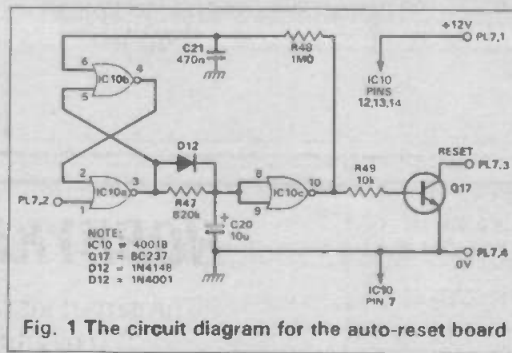 +12V
PL7,1
C21
470n
R48
1M0
6
5
4
IC10b
IC10
PINS
12,13,14
D12
RESET
PL7,3
2
1
3
IC10a
PL7,2
R47
820k
8
9
10
IC10c
R49
10k
Q17
C20
10u
+
NOTE:
IC10 = 4001B
Q17 = BC237
D12 = 1N4148
D12 = 1N4001
PL7,4
0V
IC10
PIN 7
Fig. 1 The circuit diagram for the auto-reset board